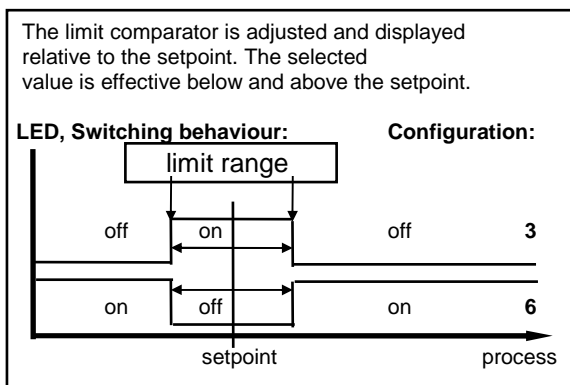 The limit comparator is adjusted and displayed
relative to the setpoint. The selected
value is effective below and above the setpoint.
LED, Switching behaviour: Configuration:
limit range
off on off 3
on off on 6
setpoint process